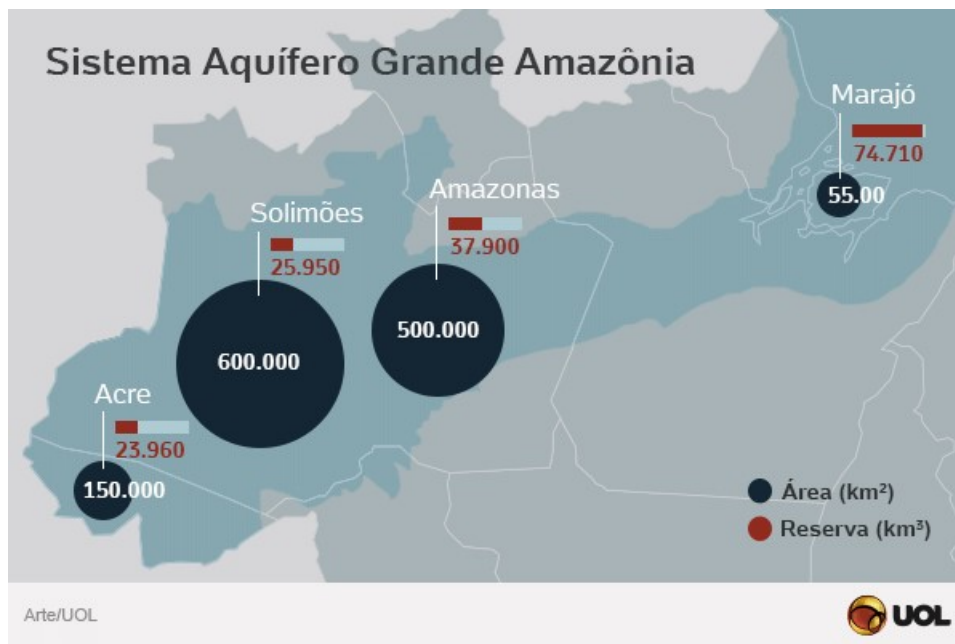 Sistema Aquífero Grande Amazônia
Marajó
74.710
55.00
Amazonas
37.900
500.000
Solimões
25.950
600.000
Acre
23.960
150.000
Área (km²)
Reserva (km³)
Arte/UOL
UOL